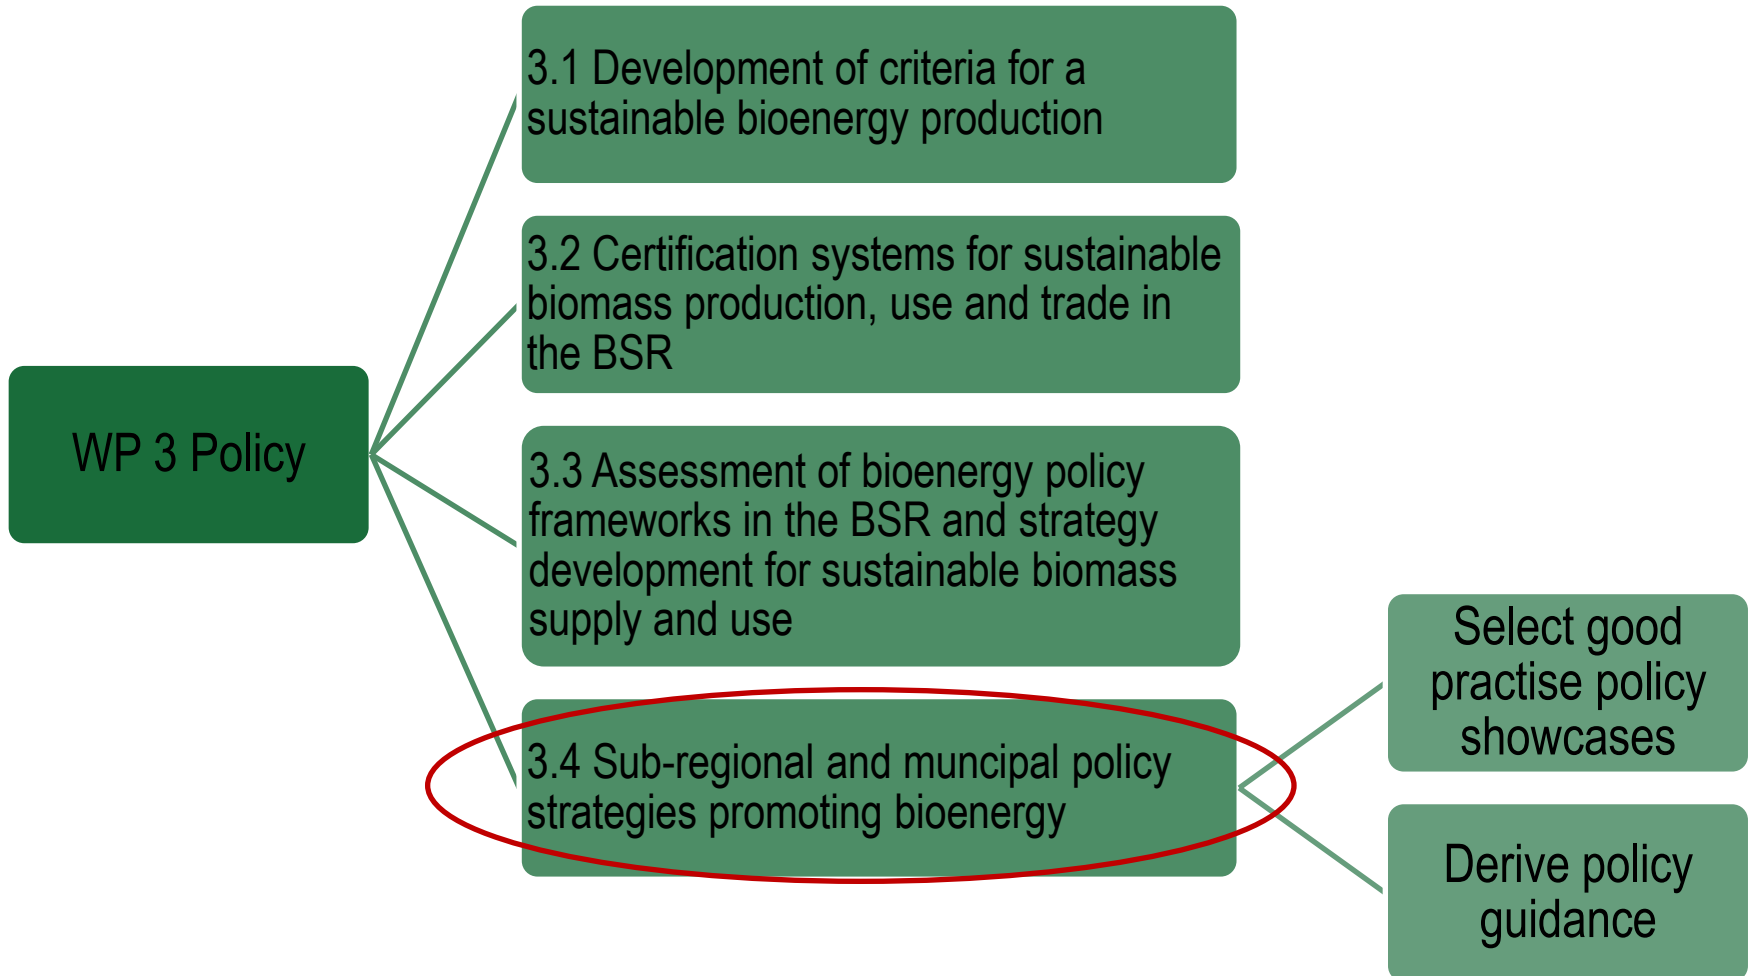 3.1 Development of criteria for a
sustainable bioenergy production
3.2 Certification systems for sustainable
biomass production, use and trade in
the BSR
WP 3 Policy
3.3 Assessment of bioenergy policy
frameworks in the BSR and strategy
development for sustainable biomass
supply and use
3.4 Sub-regional and muncipal policy
strategies promoting bioenergy
Select good
practise policy
showcases
Derive policy
guidance